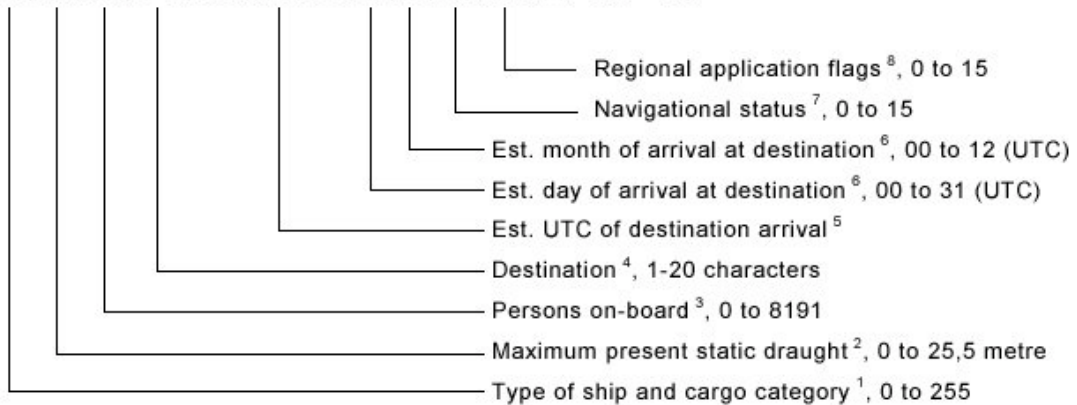 Regional application flags ⁸, 0 to 15
Navigational status ⁷, 0 to 15
Est. month of arrival at destination ⁶, 00 to 12 (UTC)
Est. day of arrival at destination ⁶, 00 to 31 (UTC)
Est. UTC of destination arrival ⁵
Destination ⁴, 1-20 characters
Persons on-board ³, 0 to 8191
Maximum present static draught ², 0 to 25,5 metre
Type of ship and cargo category ¹, 0 to 255